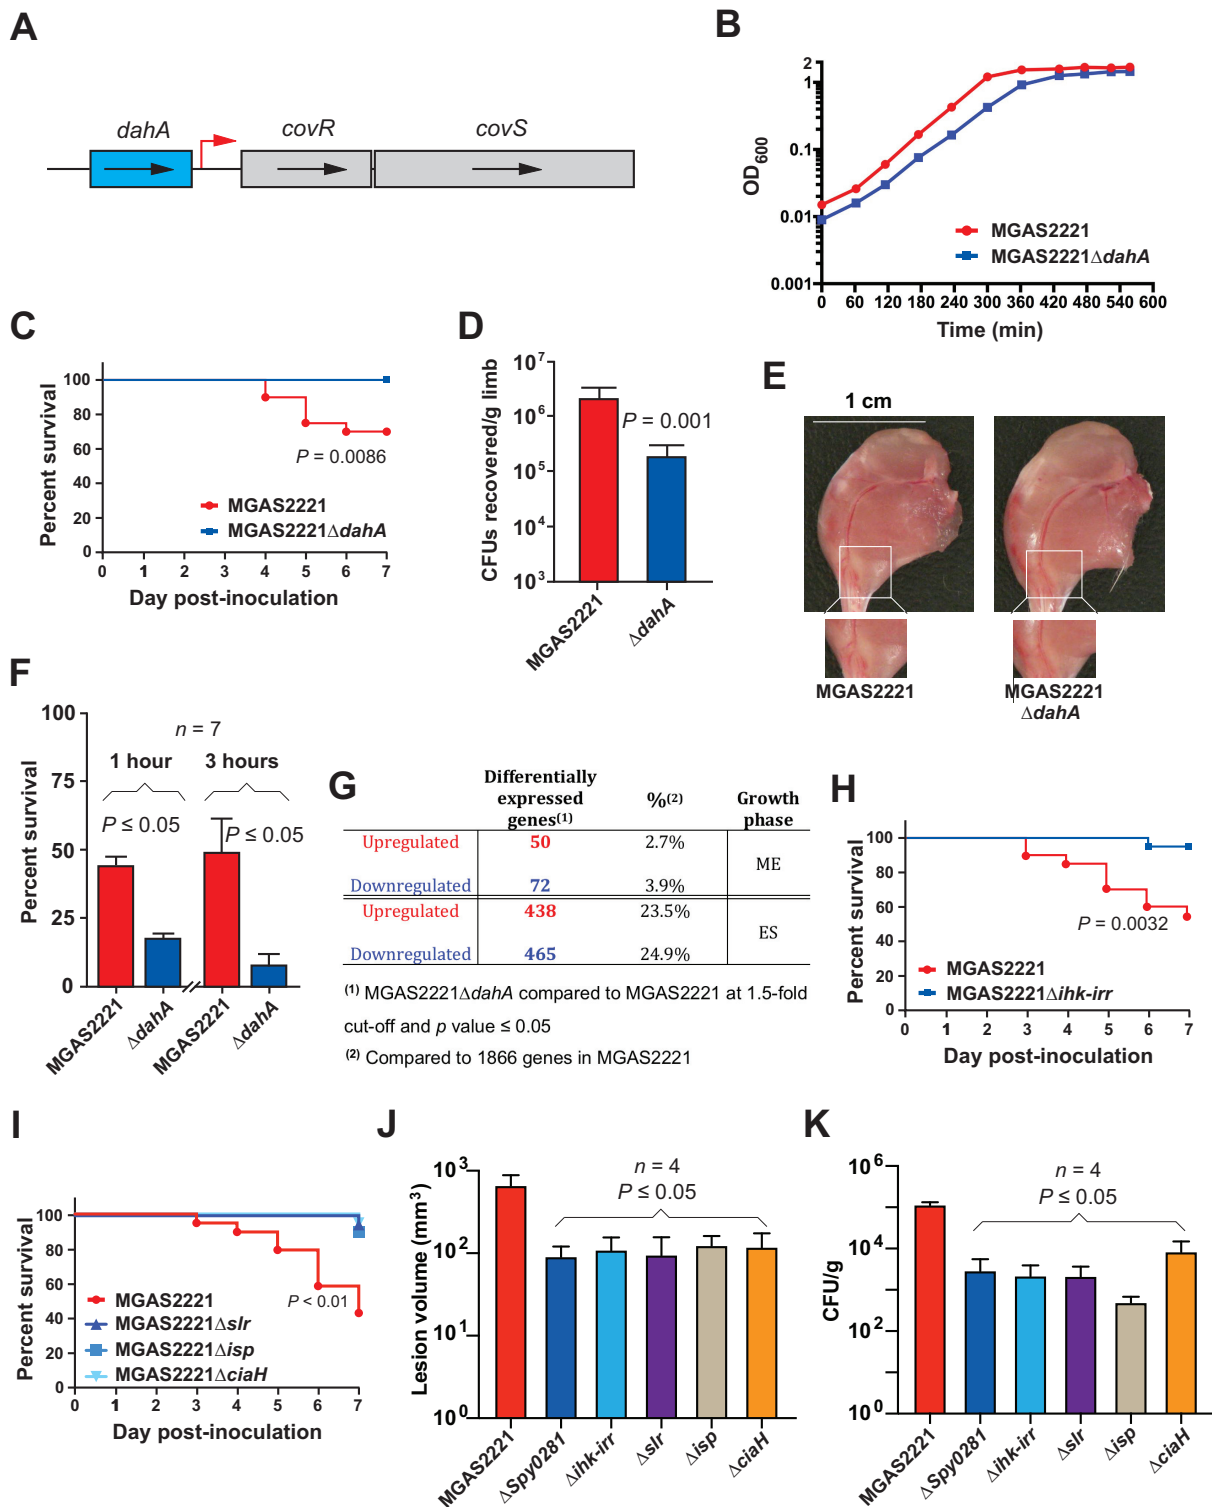 A
dahA
covR
covS
B
2
1
0.1
0.01
0.001
OD600
MGAS2221
MGAS2221ΔdahA
0 60 120 180 240 300 360 420 480 540 600
Time (min)
C
Percent survival
100
80
60
40
20
0
P = 0.0086
MGAS2221
MGAS2221ΔdahA
0 1 2 3 4 5 6 7
Day post-inoculation
D
CFUs recovered/g limb
10^7
10^6
10^5
10^4
10^3
P = 0.001
MGAS2221
ΔdahA
E
1 cm
MGAS2221
MGAS2221
ΔdahA
F
Percent survival
100
75
50
25
0
n = 7
1 hour
3 hours
P ≤ 0.05
P ≤ 0.05
MGAS2221
ΔdahA
MGAS2221
ΔdahA
G
Differentially expressed genes(1) %(2) Growth phase
Upregulated 50 2.7%
ME
Downregulated 72 3.9%
Upregulated 438 23.5%
ES
Downregulated 465 24.9%
(1) MGAS2221ΔdahA compared to MGAS2221 at 1.5-fold
cut-off and p value ≤ 0.05
(2) Compared to 1866 genes in MGAS2221
H
Percent survival
100
80
60
40
20
0
P = 0.0032
MGAS2221
MGAS2221Δihk-irr
0 1 2 3 4 5 6 7
Day post-inoculation
I
Percent survival
100
80
60
40
20
0
P < 0.01
MGAS2221
MGAS2221Δslr
MGAS2221Δisp
MGAS2221ΔciaH
0 1 2 3 4 5 6 7
Day post-inoculation
J
Lesion volume (mm3)
10^3
10^2
10^1
10^0
n = 4
P ≤ 0.05
MGAS2221
ΔSpy0281
Δihk-irr
Δslr
Δisp
ΔciaH
K
CFU/g
10^6
10^4
10^2
10^0
n = 4
P ≤ 0.05
MGAS2221
ΔSpy0281
Δihk-irr
Δslr
Δisp
ΔciaH